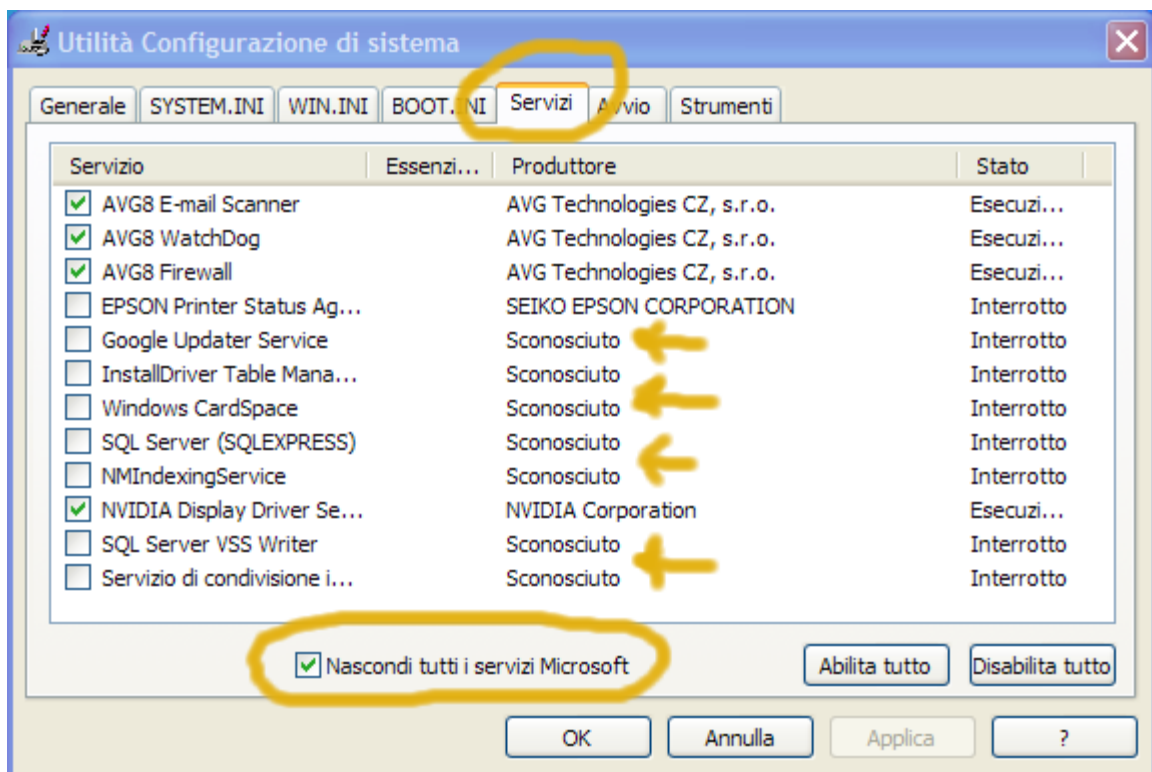 Utilità Configurazione di sistema
Generale SYSTEM.INI WIN.INI BOOT.INI Servizi Avvio Strumenti
Servizio Essenzi... Produttore Stato
AVG8 E-mail Scanner AVG Technologies CZ, s.r.o. Esecuzi...
AVG8 WatchDog AVG Technologies CZ, s.r.o. Esecuzi...
AVG8 Firewall AVG Technologies CZ, s.r.o. Esecuzi...
EPSON Printer Status Ag... SEIKO EPSON CORPORATION Interrotto
Google Updater Service Sconosciuto Interrotto
InstallDriver Table Mana... Sconosciuto Interrotto
Windows CardSpace Sconosciuto Interrotto
SQL Server (SQLEXPRESS) Sconosciuto Interrotto
NMIndexingService Sconosciuto Interrotto
NVIDIA Display Driver Se... NVIDIA Corporation Esecuzi...
SQL Server VSS Writer Sconosciuto Interrotto
Servizio di condivisione i... Sconosciuto Interrotto
Nascondi tutti i servizi Microsoft Abilita tutto Disabilita tutto
OK Annulla Applica ?